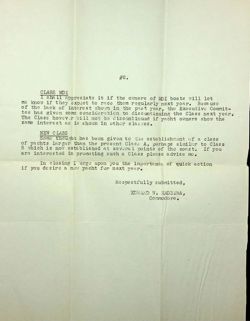 #2.
CLASS MDI
I shall appreciate it if the owners of MDI boats will let
me know if they expect to race them regularly next year. Because
of the lack of interest shown in the past year, the Executive Commit-
tee has given some consideration to discontinuing the Class next year.
The Class however will not be discontinued if yacht owners show the
same interest as is shown in other classes.
NEW CLASS
Some thought has been given to the establishment of a class
of yachts larger than the present Class A, perhaps similar to Class
which is now established at several points of the coast. If you
are interested in promoting such a Class please advise me.
In closing I urge upon you the importance of quick action
if you desire a new yacht for next year.
Respectfully submitted,
W.
Commodore.